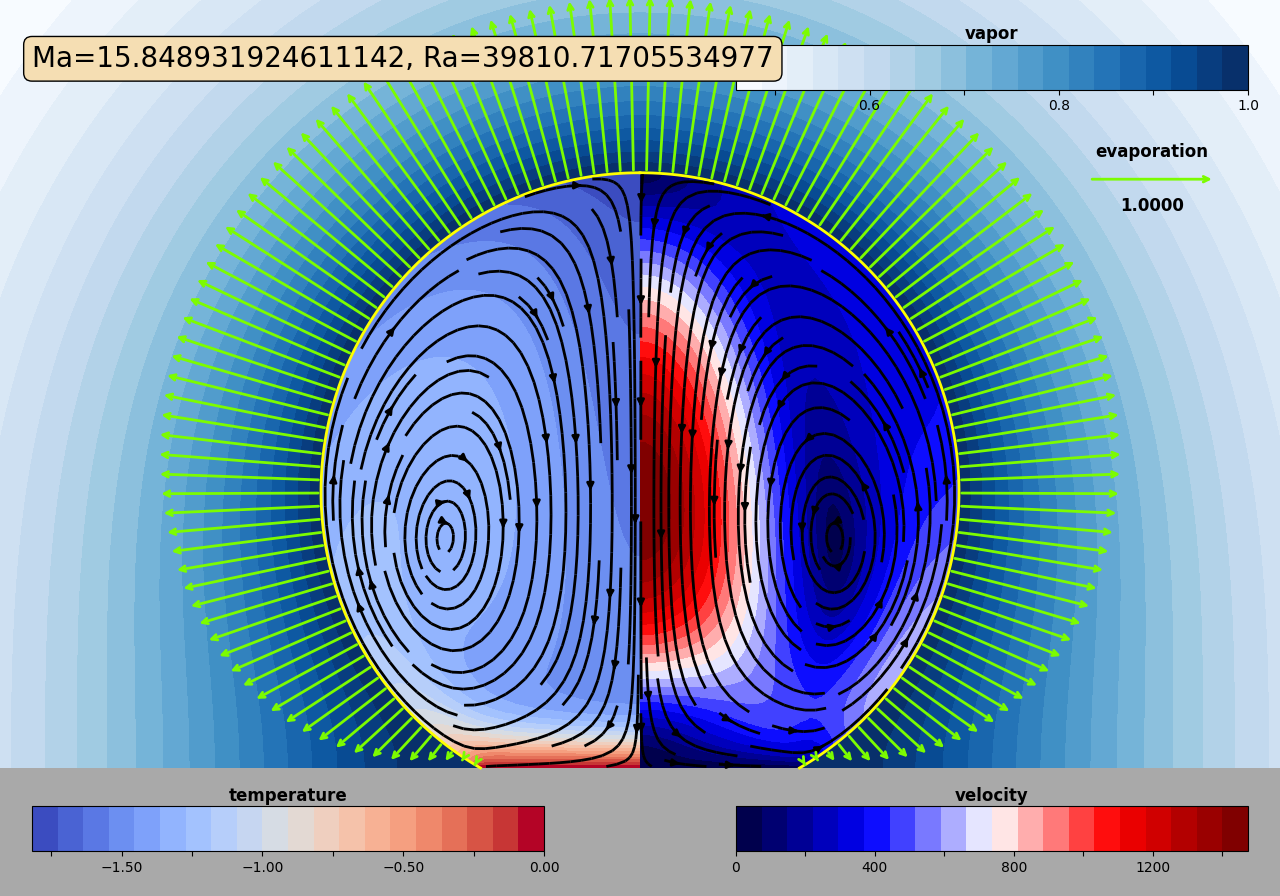 Ma=15.848931924611142, Ra=39810.71705534977
vapor
0.6 0.8 1.0
evaporation
1.0000
temperature
−1.50 −1.00 −0.50 0.00
velocity
0 400 800 1200